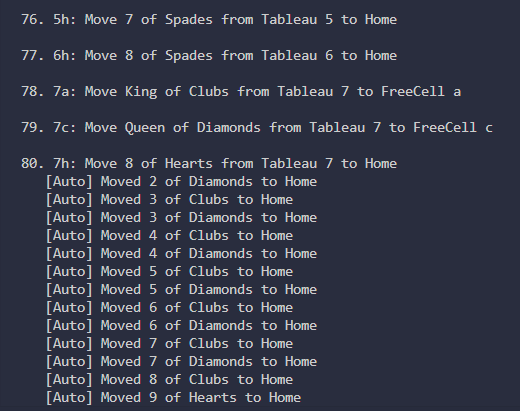 76. 5h: Move 7 of Spades from Tableau 5 to Home
77. 6h: Move 8 of Spades from Tableau 6 to Home
78. 7a: Move King of Clubs from Tableau 7 to FreeCell a
79. 7c: Move Queen of Diamonds from Tableau 7 to FreeCell c
80. 7h: Move 8 of Hearts from Tableau 7 to Home
[Auto] Moved 2 of Diamonds to Home
[Auto] Moved 3 of Clubs to Home
[Auto] Moved 3 of Diamonds to Home
[Auto] Moved 4 of Clubs to Home
[Auto] Moved 4 of Diamonds to Home
[Auto] Moved 5 of Clubs to Home
[Auto] Moved 5 of Diamonds to Home
[Auto] Moved 6 of Clubs to Home
[Auto] Moved 6 of Diamonds to Home
[Auto] Moved 7 of Clubs to Home
[Auto] Moved 7 of Diamonds to Home
[Auto] Moved 8 of Clubs to Home
[Auto] Moved 9 of Hearts to Home